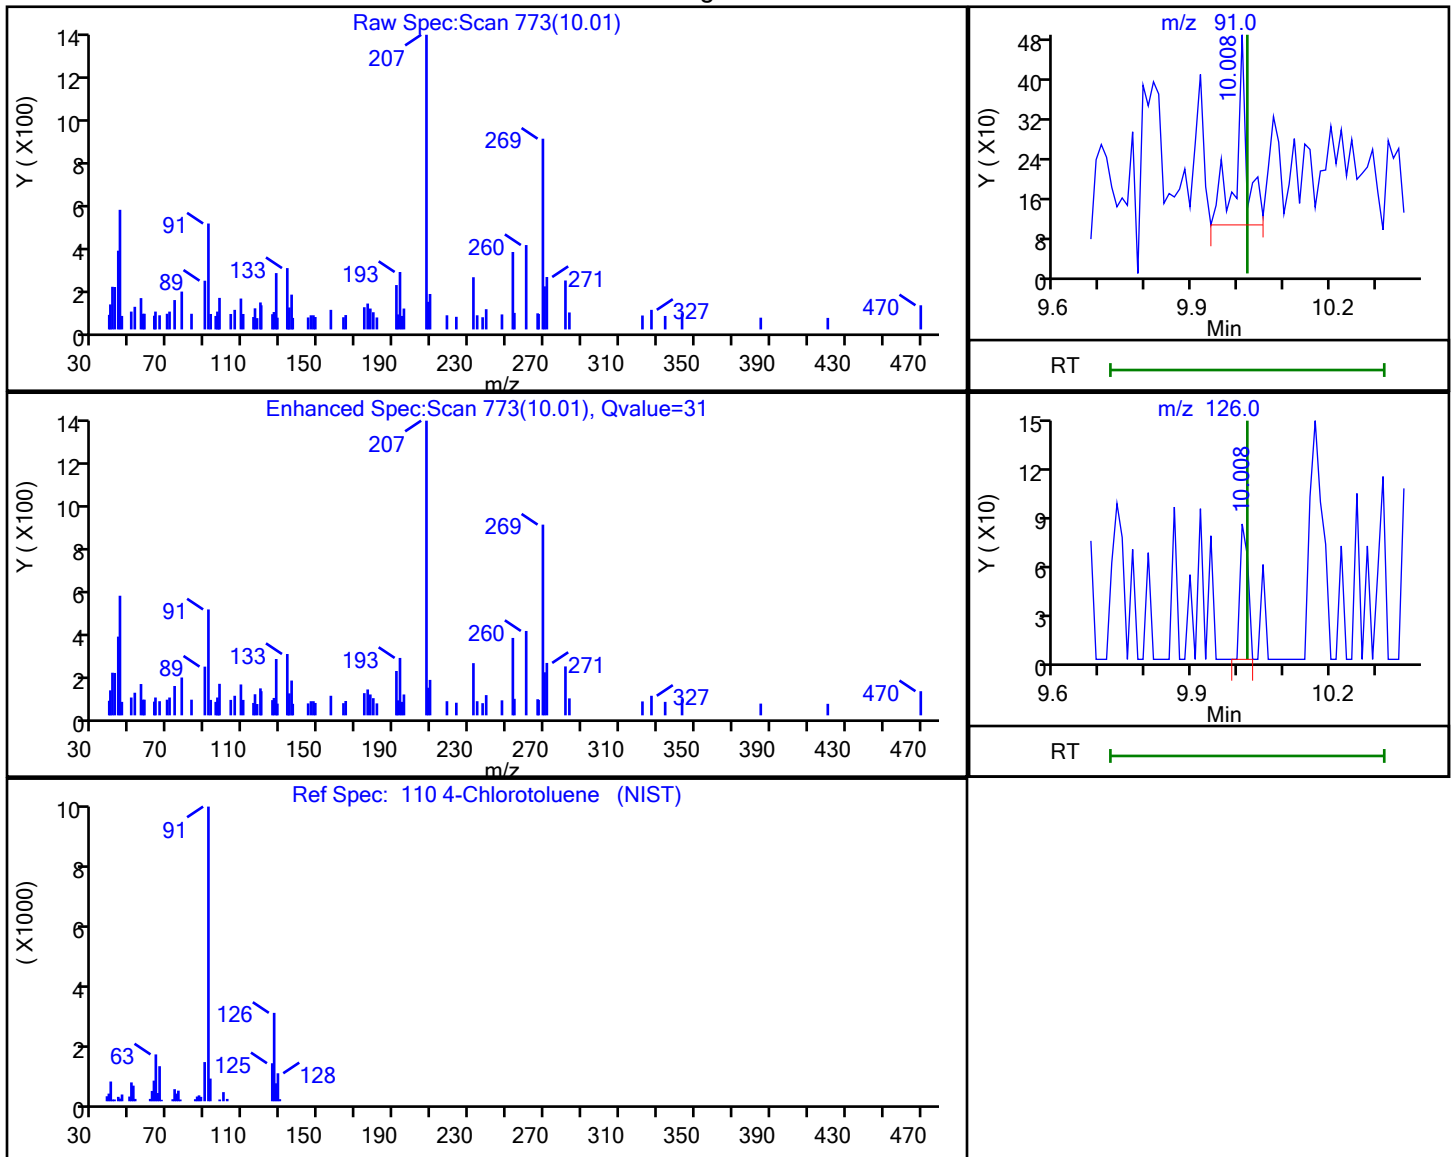 Raw Spec:Scan 773(10.01)
14
12
10
8
6
4
2
0
Y ( X100)
207
269
91
89
133
193
260
271
327
470
30 70 110 150 190 230 270 310 350 390 430 470
m/z
m/z 91.0
48
40
32
24
16
8
0
Y ( X10)
10.008
9.6 9.9 10.2
Min
RT
Enhanced Spec:Scan 773(10.01), Qvalue=31
14
12
10
8
6
4
2
0
Y ( X100)
207
269
91
89
133
193
260
271
327
470
30 70 110 150 190 230 270 310 350 390 430 470
m/z
m/z 126.0
15
12
9
6
3
0
Y ( X10)
10.008
9.6 9.9 10.2
Min
RT
Ref Spec: 110 4-Chlorotoluene (NIST)
10
8
6
4
2
0
( X1000)
91
126
63
125
128
30 70 110 150 190 230 270 310 350 390 430 470